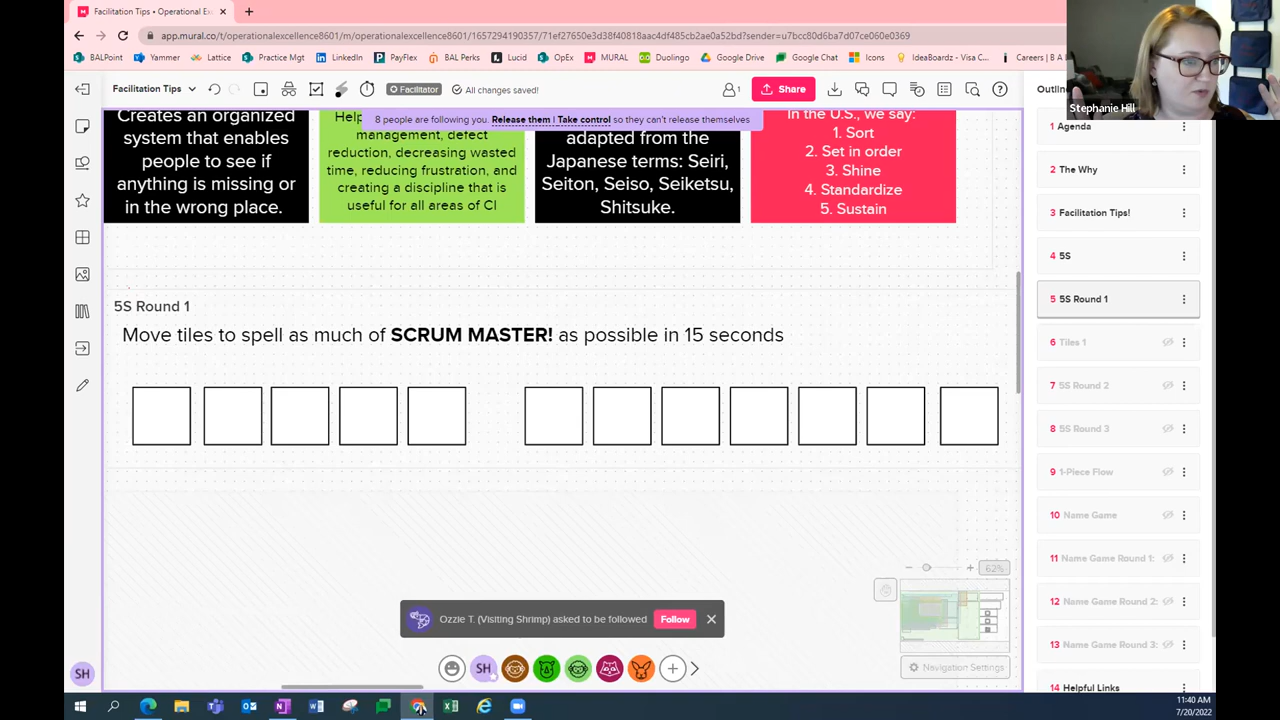 Facilitation Tips • Operational Ex
app.mural.co/t/operationalexcellence8601/m/operationalexcellence8601/1657294190357/71ef27650e3d38f40818aac4df485cb2ae0a52bd?sender=u7bcc80d6ba7d07ce060e0369
BALPoint Yammer Lattice Practice Mgt LinkedIn PayFlex BAL Perks Lucid OpEx MURAL Duolingo Google Drive Google Chat Icons IdeaBoardz - Visa C... Careers | B A
Stephanie Hill
Facilitation Tips Facilitator All changes saved! 1 Share Outline
8 people are following you. Release them | Take control so they can't release themselves
Creates an organized
system that enables
people to see if
anything is missing or
in the wrong place.
management, defect
reduction, decreasing wasted
time, reducing frustration, and
creating a discipline that is
useful for all areas of CI
adapted from the
Japanese terms: Seiri,
Seiton, Seiso, Seiketsu,
Shitsuke.
In the U.S., we say:
1. Sort
2. Set in order
3. Shine
4. Standardize
5. Sustain
5S Round 1
Move tiles to spell as much of SCRUM MASTER! as possible in 15 seconds
1 Agenda
2 The Why
3 Facilitation Tips!
4 5S
5 5S Round 1
6 Tiles 1
7 5S Round 2
8 5S Round 3
9 1-Piece Flow
10 Name Game
11 Name Game Round 1:
12 Name Game Round 2:
13 Name Game Round 3:
14 Helpful Links
62%
Ozzie T. (Visiting Shrimp) asked to be followed Follow
Navigation Settings
SH
SH
11:40 AM
7/20/2022